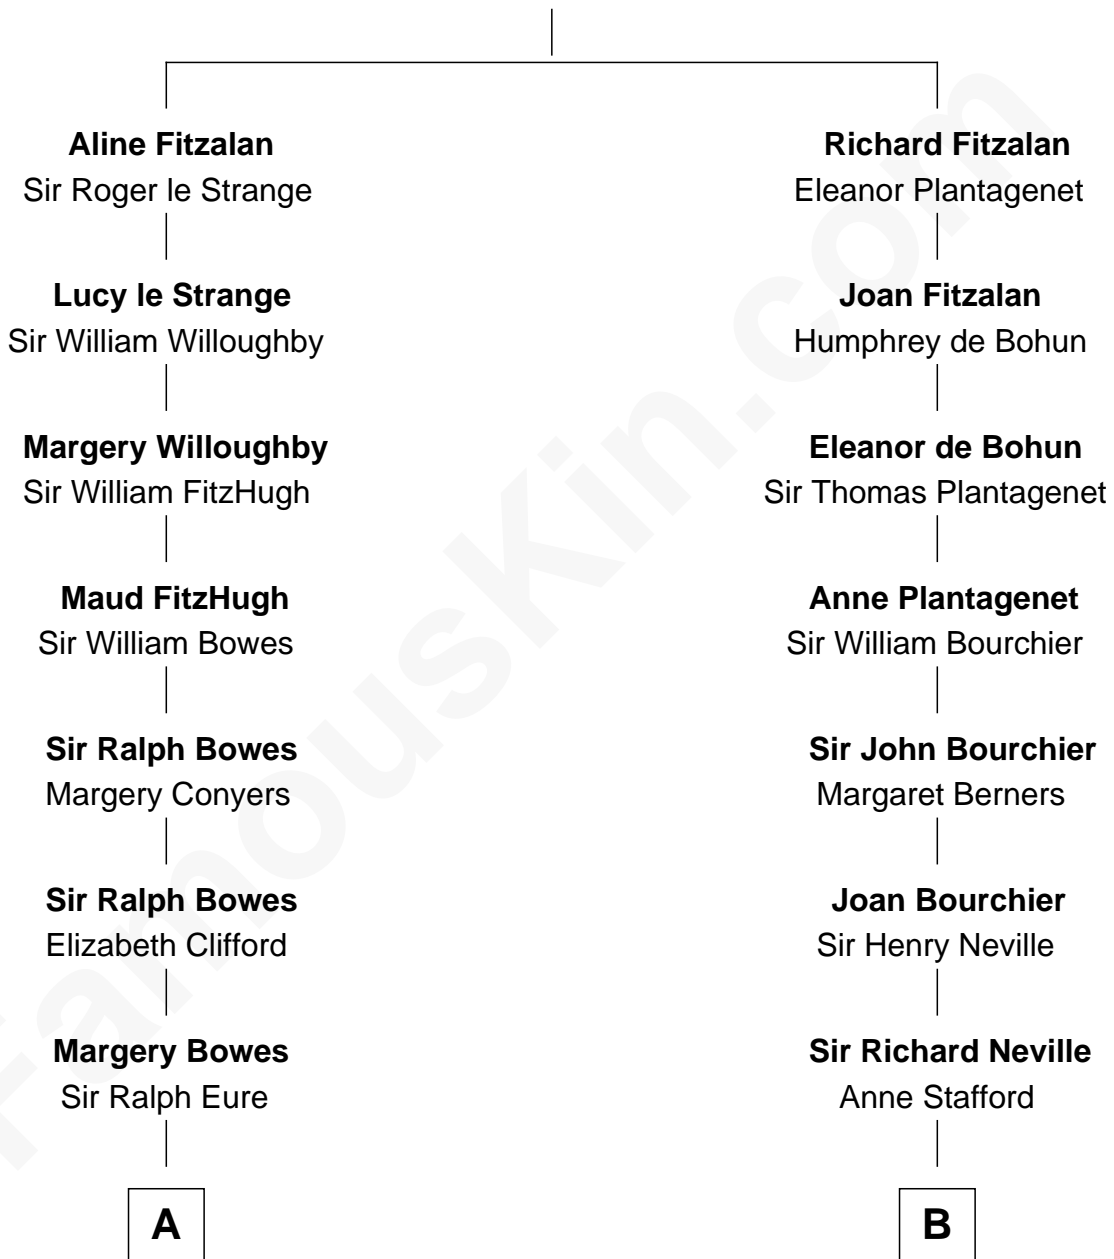 Aline Fitzalan
Sir Roger le Strange
Lucy le Strange
Sir William Willoughby
Margery Willoughby
Sir William FitzHugh
Maud FitzHugh
Sir William Bowes
Sir Ralph Bowes
Margery Conyers
Sir Ralph Bowes
Elizabeth Clifford
Margery Bowes
Sir Ralph Eure
A
Richard Fitzalan
Eleanor Plantagenet
Joan Fitzalan
Humphrey de Bohun
Eleanor de Bohun
Sir Thomas Plantagenet
Anne Plantagenet
Sir William Bourchier
Sir John Bourchier
Margaret Berners
Joan Bourchier
Sir Henry Neville
Sir Richard Neville
Anne Stafford
B
FamousKin.com